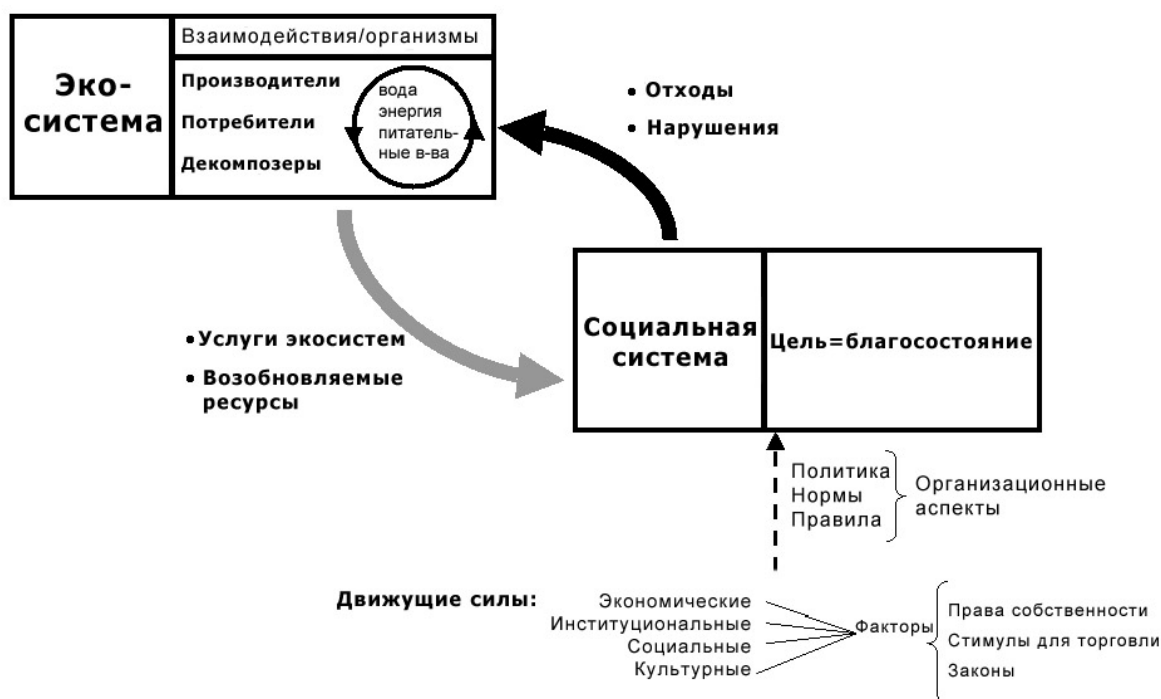 Эко-
система
Взаимодействия/организмы
Производители
Потребители
Декомпозеры
вода
энергия
питатель-
ные в-ва
• Отходы
• Нарушения
• Услуги экосистем
• Возобновляемые
ресурсы
Социальная
система
Цель=благосостояние
Политика
Нормы
Правила
Организационные
аспекты
Движущие силы:
Экономические
Институциональные
Социальные
Культурные
Факторы
Права собственности
Стимулы для торговли
Законы